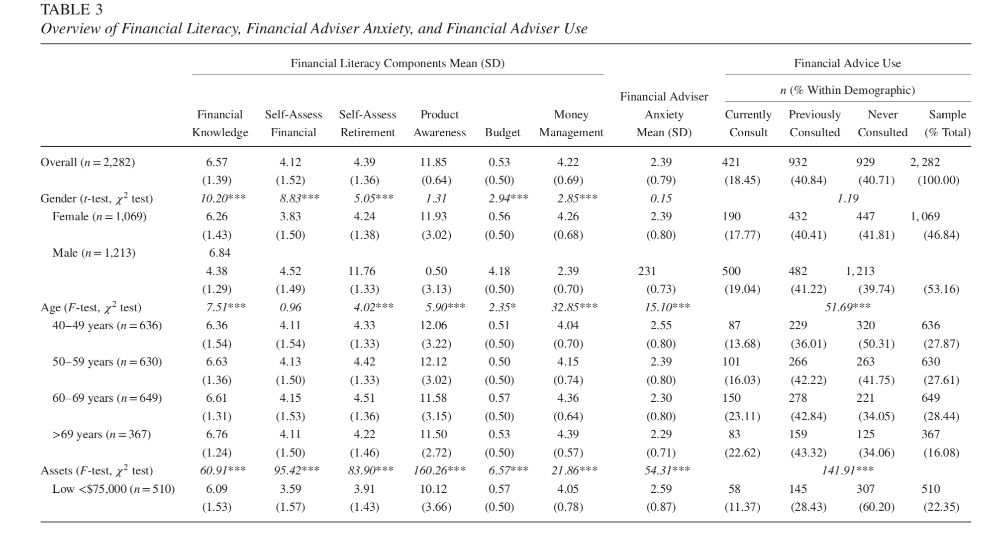 TABLE 3
Overview of Financial Literacy, Financial Adviser Anxiety, and Financial Adviser Use
Financial Literacy Components Mean (SD) Financial Advice Use
n (% Within Demographic)
Financial Adviser
Financial Self-Assess Self-Assess Product Money Anxiety Currently Previously Never Sample
Knowledge Financial Retirement Awareness Budget Management Mean (SD) Consult Consulted Consulted (% Total)
Overall (n = 2,282) 6.57 4.12 4.39 11.85 0.53 4.22 2.39 421 932 929 2, 282
(1.39) (1.52) (1.36) (0.64) (0.50) (0.69) (0.79) (18.45) (40.84) (40.71) (100.00)
Gender (t-test, χ² test) 10.20*** 8.83*** 5.05*** 1.31 2.94*** 2.85*** 0.15 1.19
Female (n = 1,069) 6.26 3.83 4.24 11.93 0.56 4.26 2.39 190 432 447 1, 069
(1.43) (1.50) (1.38) (3.02) (0.50) (0.68) (0.80) (17.77) (40.41) (41.81) (46.84)
Male (n = 1,213) 6.84
4.38 4.52 11.76 0.50 4.18 2.39 231 500 482 1, 213
(1.29) (1.49) (1.33) (3.13) (0.50) (0.70) (0.73) (19.04) (41.22) (39.74) (53.16)
Age (F-test, χ² test) 7.51*** 0.96 4.02*** 5.90*** 2.35* 32.85*** 15.10*** 51.69***
40–49 years (n = 636) 6.36 4.11 4.33 12.06 0.51 4.04 2.55 87 229 320 636
(1.54) (1.54) (1.33) (3.22) (0.50) (0.70) (0.80) (13.68) (36.01) (50.31) (27.87)
50–59 years (n = 630) 6.63 4.13 4.42 12.12 0.50 4.15 2.39 101 266 263 630
(1.36) (1.50) (1.33) (3.02) (0.50) (0.74) (0.80) (16.03) (42.22) (41.75) (27.61)
60–69 years (n = 649) 6.61 4.15 4.51 11.58 0.57 4.36 2.30 150 278 221 649
(1.31) (1.53) (1.36) (3.15) (0.50) (0.64) (0.80) (23.11) (42.84) (34.05) (28.44)
>69 years (n = 367) 6.76 4.11 4.22 11.50 0.53 4.39 2.29 83 159 125 367
(1.24) (1.50) (1.46) (2.72) (0.50) (0.57) (0.71) (22.62) (43.32) (34.06) (16.08)
Assets (F-test, χ² test) 60.91*** 95.42*** 83.90*** 160.26*** 6.57*** 21.86*** 54.31*** 141.91***
Low <$75,000 (n = 510) 6.09 3.59 3.91 10.12 0.57 4.05 2.59 58 145 307 510
(1.53) (1.57) (1.43) (3.66) (0.50) (0.78) (0.87) (11.37) (28.43) (60.20) (22.35)